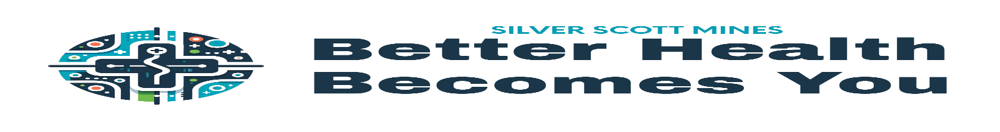 SILVER SCOTT MINES
Better Health
Becomes You